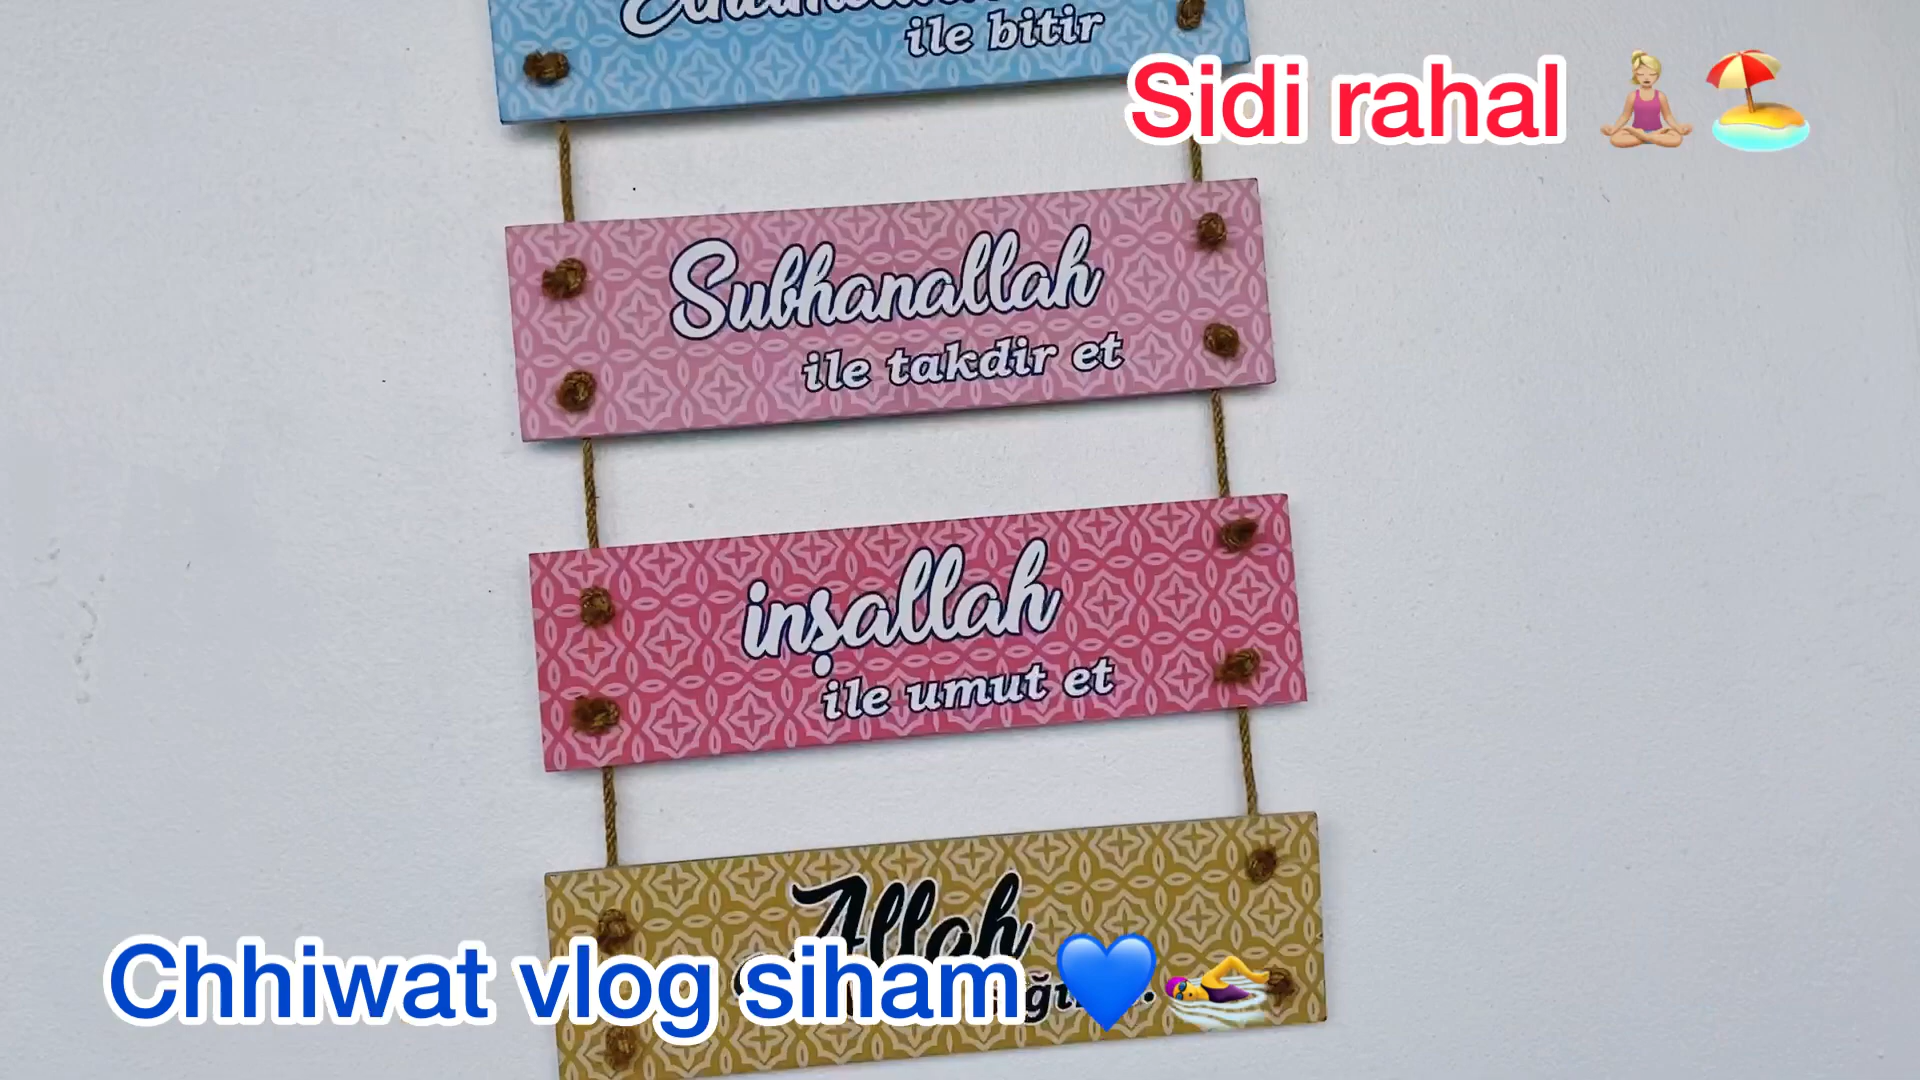 ile bitir
Sidi rahal 🧘🏼‍♀️ 🏖️
Subhanallah
ile takdir et
inşallah
ile umut et
Allah
Chhiwat vlog siham 💙🏊‍♀️